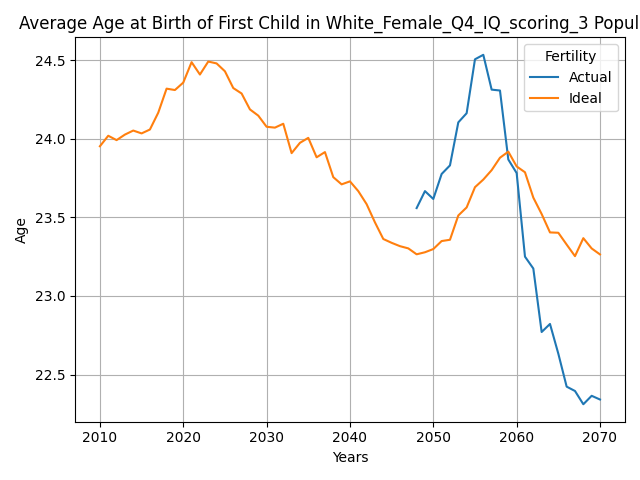 Average Age at Birth of First Child in White_Female_Q4_IQ_scoring_3 Popul
Fertility
Actual
Ideal
24.5
24.0
23.5
23.0
22.5
Age
2010 2020 2030 2040 2050 2060 2070
Years